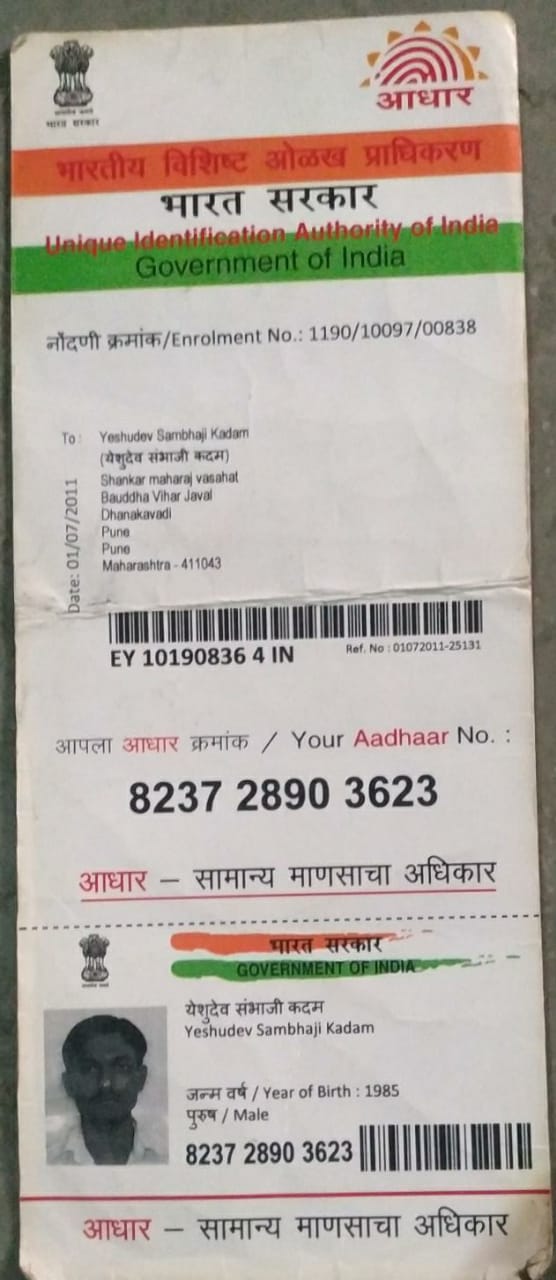 भारत सरकार
आधार
भारतीय विशिष्ट ओळख प्राधिकरण
भारत सरकार
Unique Identification Authority of India
Government of India
नोंदणी क्रमांक/Enrolment No.: 1190/10097/00838
To: Yeshudev Sambhaji Kadam
(येशुदेव संभाजी कदम)
Shankar maharaj vasahat
Bauddha Vihar Javal
Dhanakavadi
Pune
Pune
Maharashtra - 411043
Date: 01/07/2011
EY 10190836 4 IN
Ref. No : 01072011-25131
आपला आधार क्रमांक / Your Aadhaar No. :
8237 2890 3623
आधार – सामान्य माणसाचा अधिकार
भारत सरकार
GOVERNMENT OF INDIA
येशुदेव संभाजी कदम
Yeshudev Sambhaji Kadam
जन्म वर्ष / Year of Birth : 1985
पुरुष / Male
8237 2890 3623
आधार – सामान्य माणसाचा अधिकार